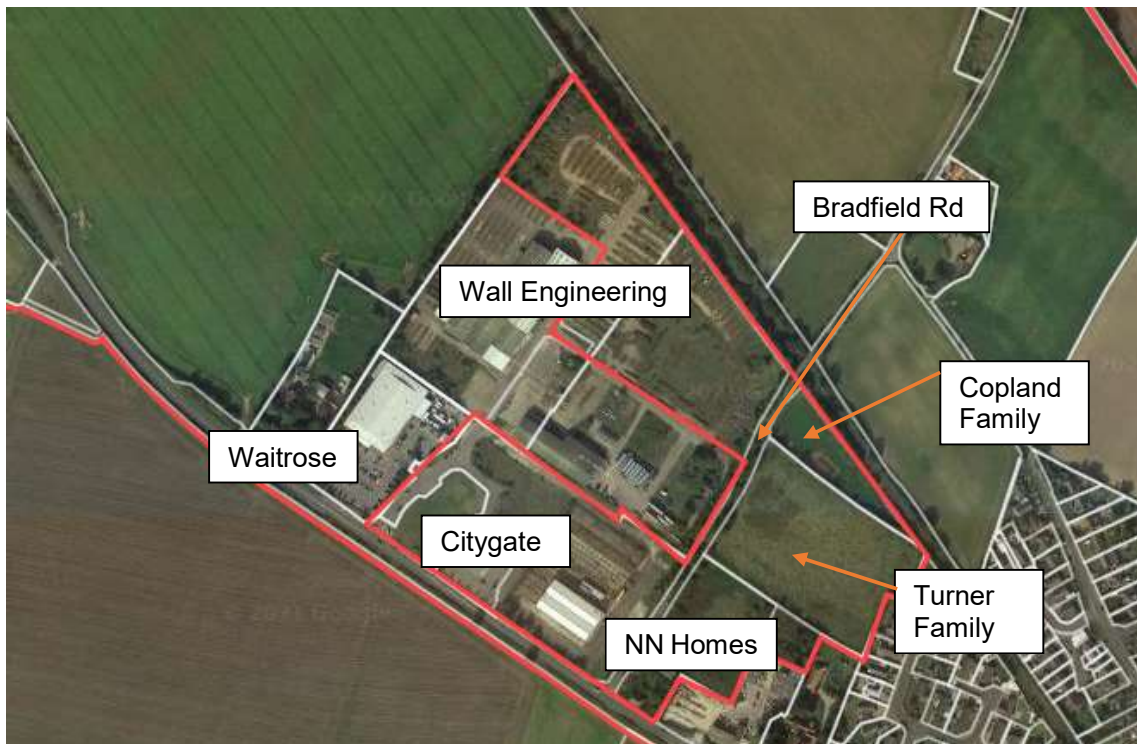 Bradfield Rd
Wall Engineering
Copland
Family
Waitrose
Citygate
Turner
Family
NN Homes